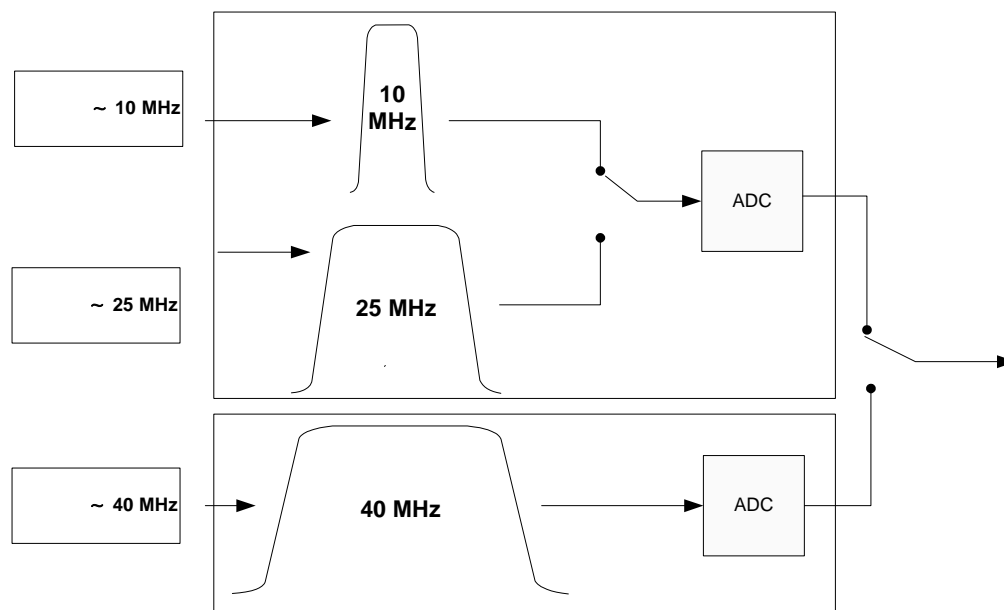 ~ 10 MHz
10
MHz
ADC
~ 25 MHz
25 MHz
~ 40 MHz
40 MHz
ADC